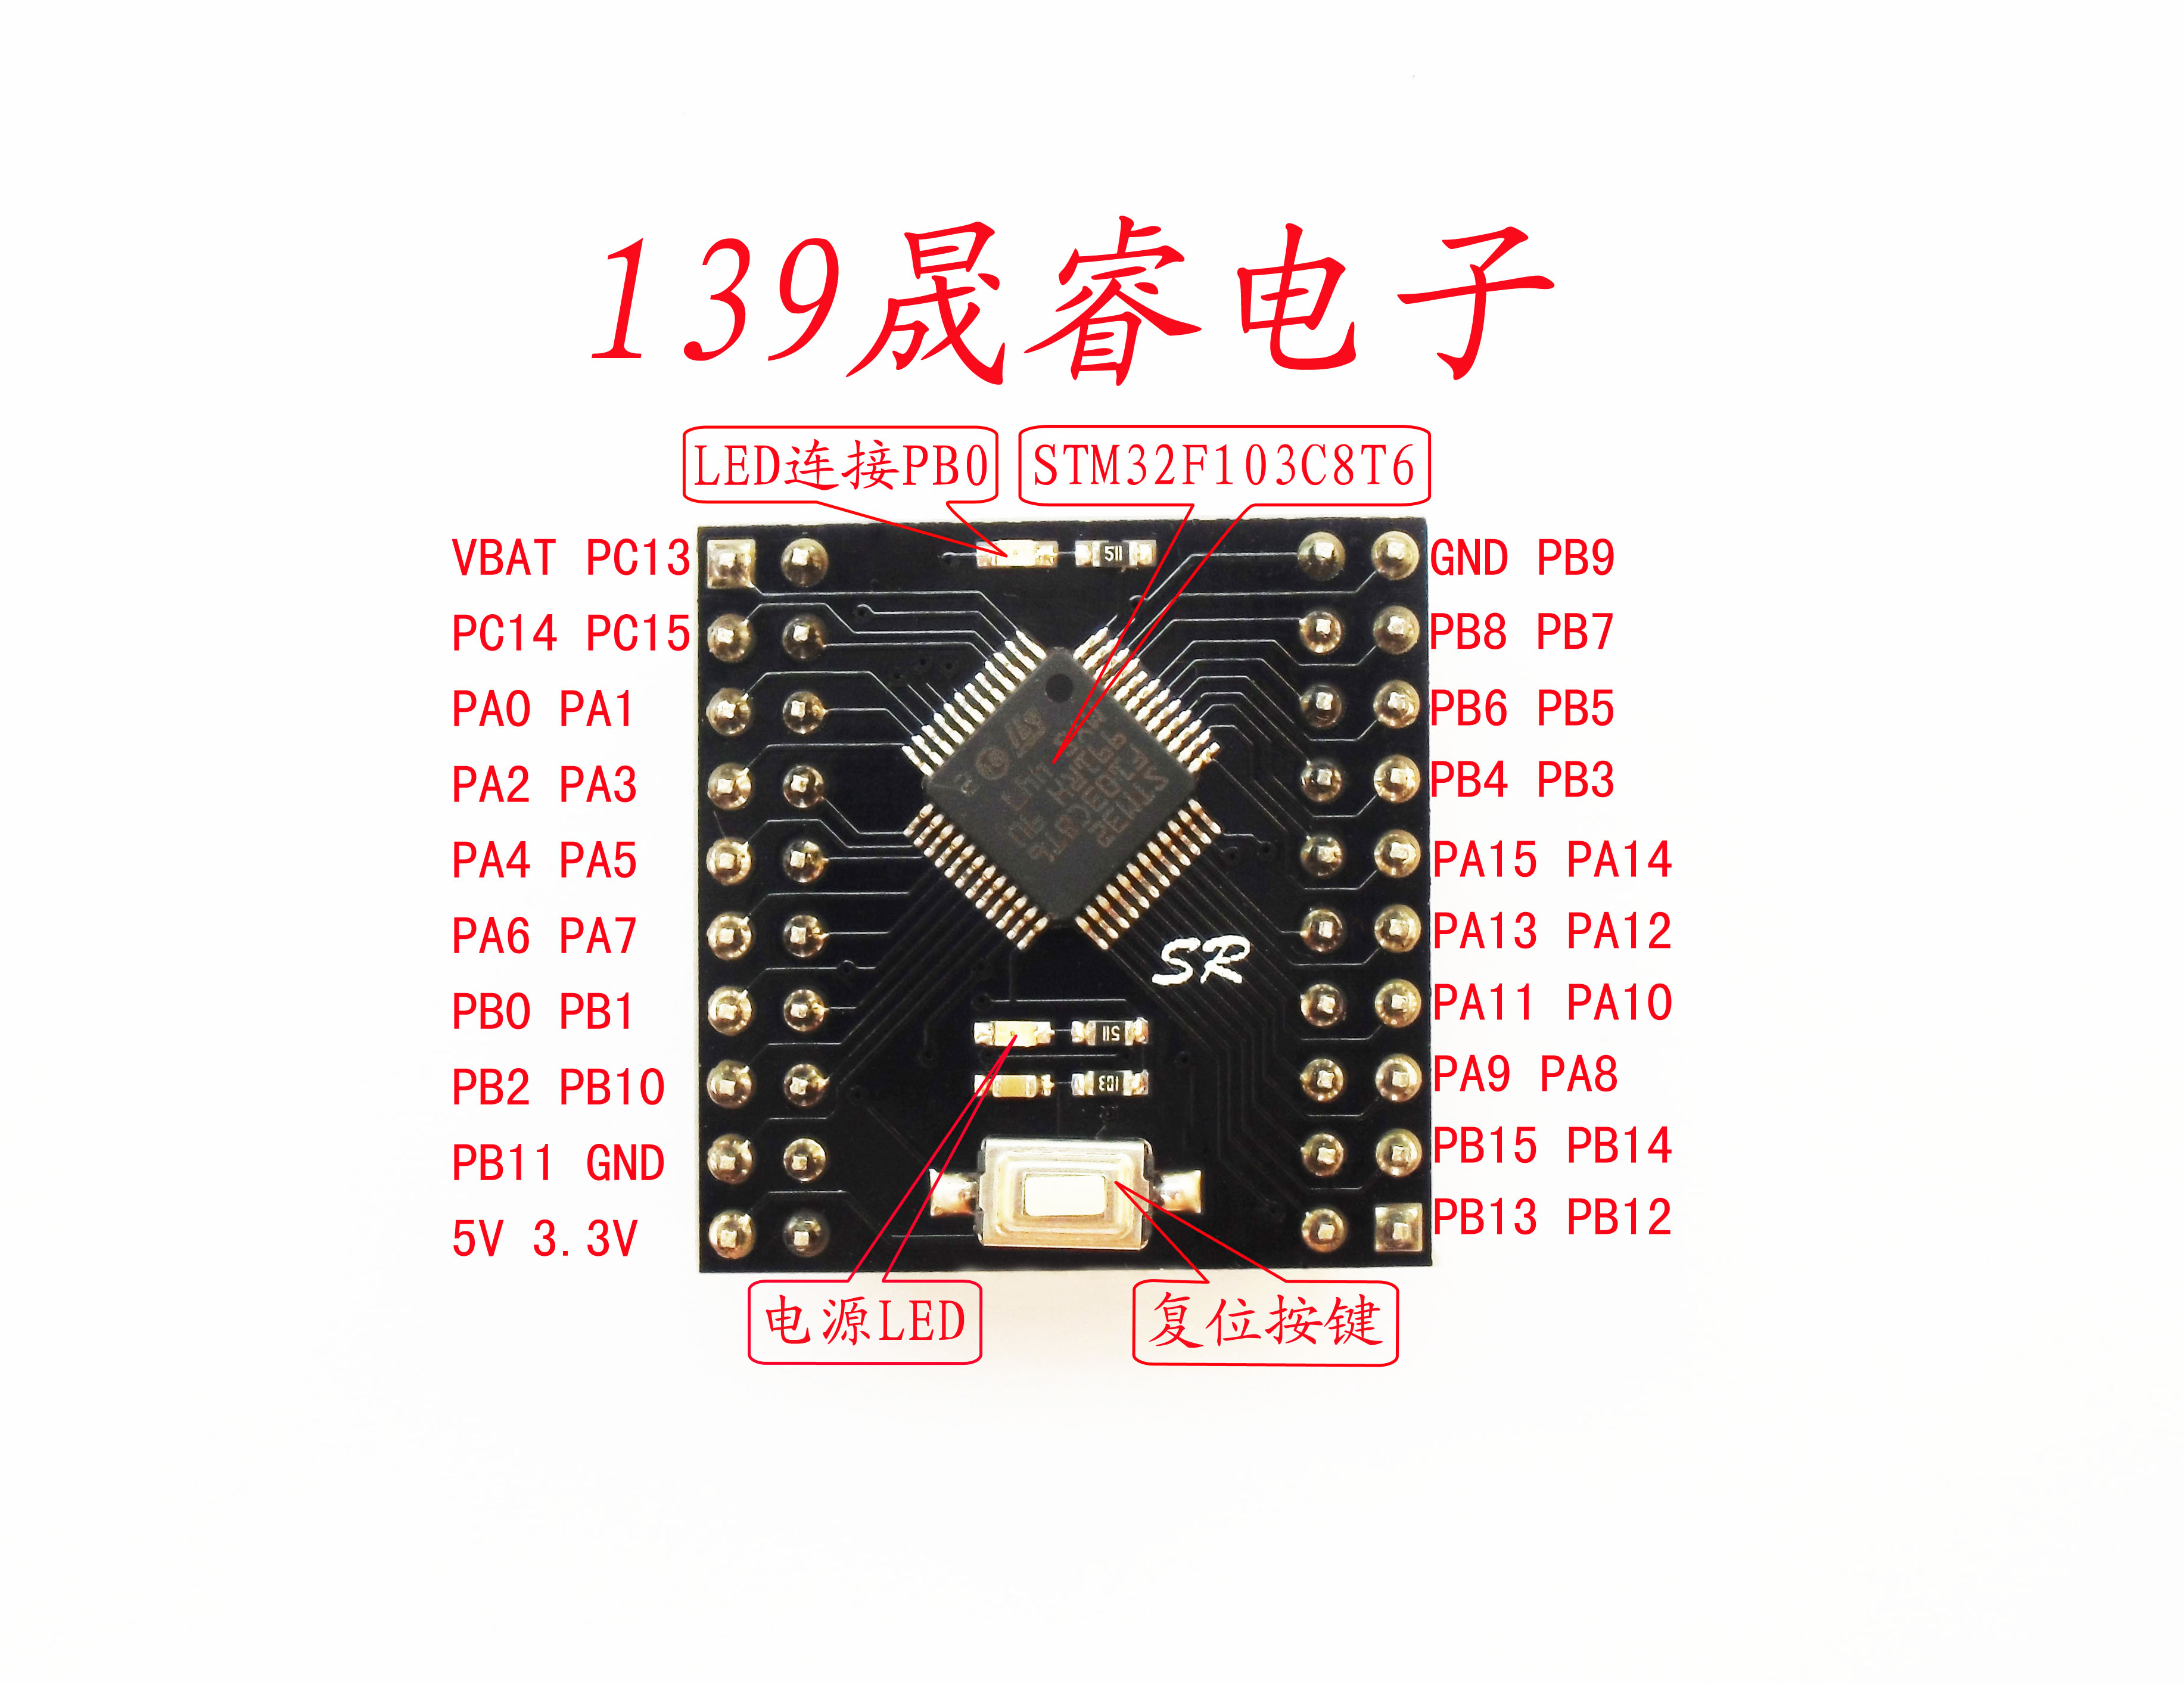 139晟睿电子
LED连接PB0
STM32F103C8T6
VBAT PC13
GND PB9
PC14 PC15
PB8 PB7
PA0 PA1
PB6 PB5
PA2 PA3
PB4 PB3
PA4 PA5
PA15 PA14
PA6 PA7
PA13 PA12
PB0 PB1
PA11 PA10
PB2 PB10
PA9 PA8
PB11 GND
PB15 PB14
5V 3.3V
PB13 PB12
511
STM32
SR
511
103
电源LED
复位按键